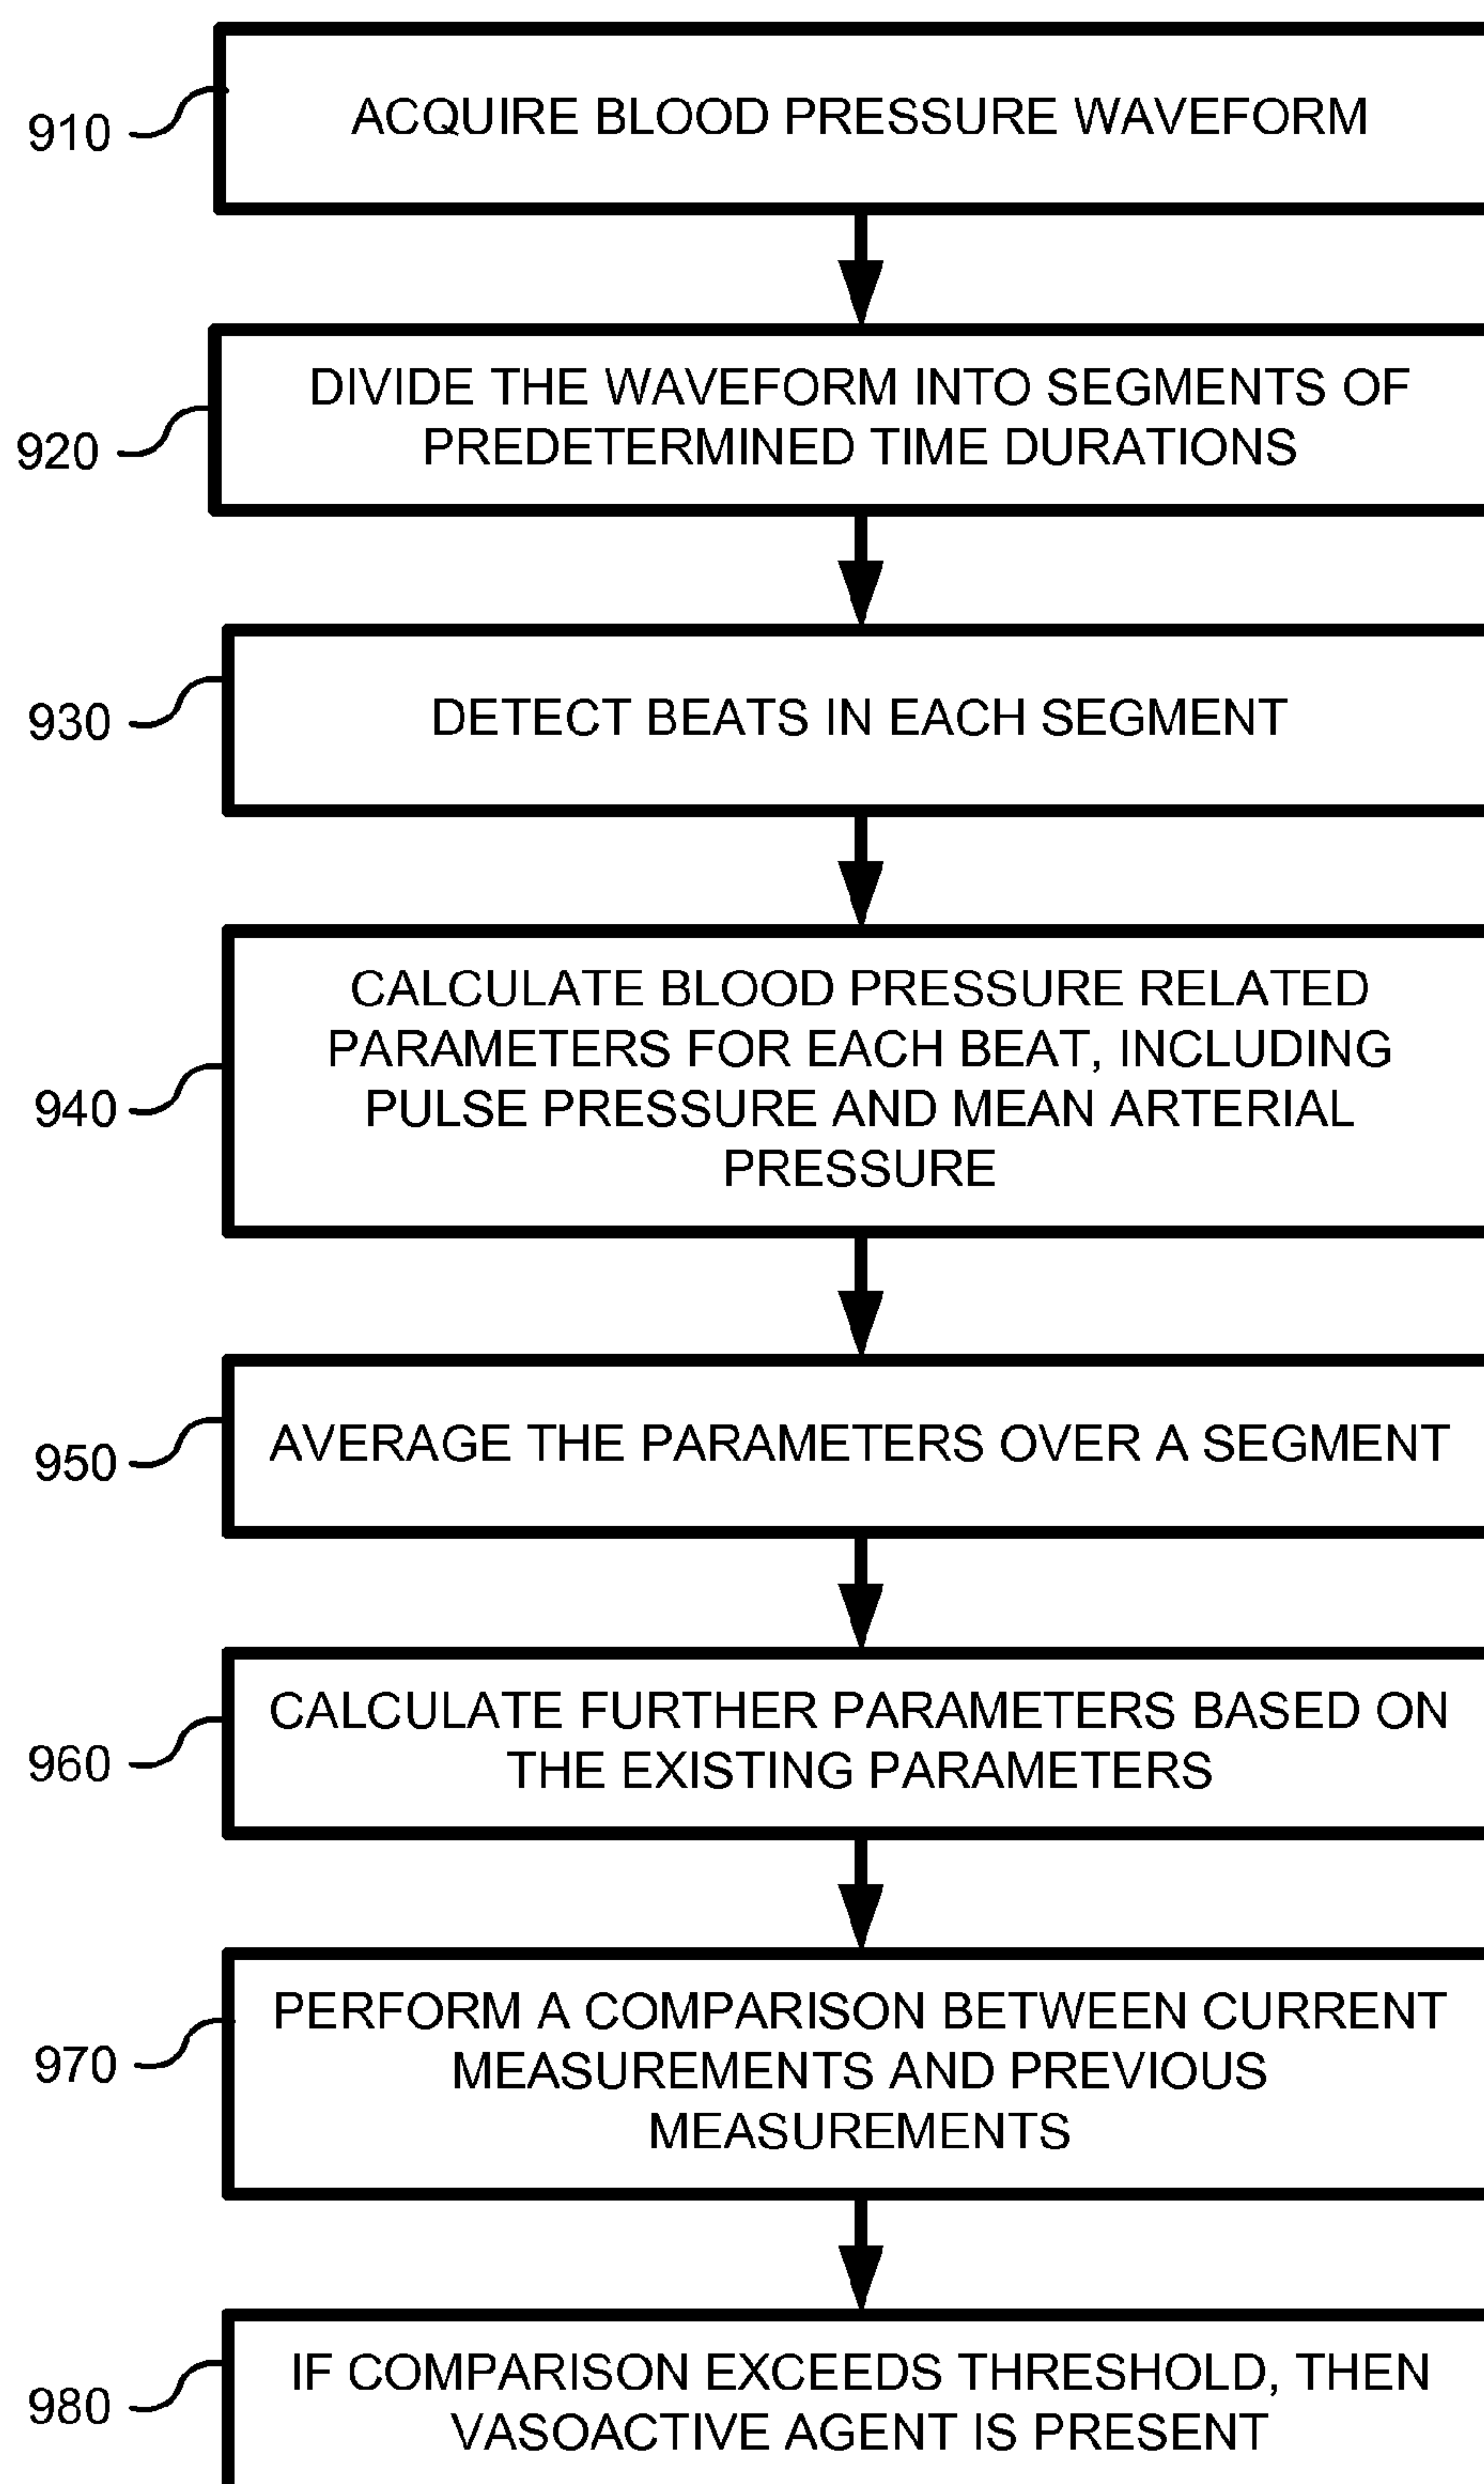 910
ACQUIRE BLOOD PRESSURE WAVEFORM
920
DIVIDE THE WAVEFORM INTO SEGMENTS OF
PREDETERMINED TIME DURATIONS
930
DETECT BEATS IN EACH SEGMENT
940
CALCULATE BLOOD PRESSURE RELATED
PARAMETERS FOR EACH BEAT, INCLUDING
PULSE PRESSURE AND MEAN ARTERIAL
PRESSURE
950
AVERAGE THE PARAMETERS OVER A SEGMENT
960
CALCULATE FURTHER PARAMETERS BASED ON
THE EXISTING PARAMETERS
970
PERFORM A COMPARISON BETWEEN CURRENT
MEASUREMENTS AND PREVIOUS
MEASUREMENTS
980
IF COMPARISON EXCEEDS THRESHOLD, THEN
VASOACTIVE AGENT IS PRESENT